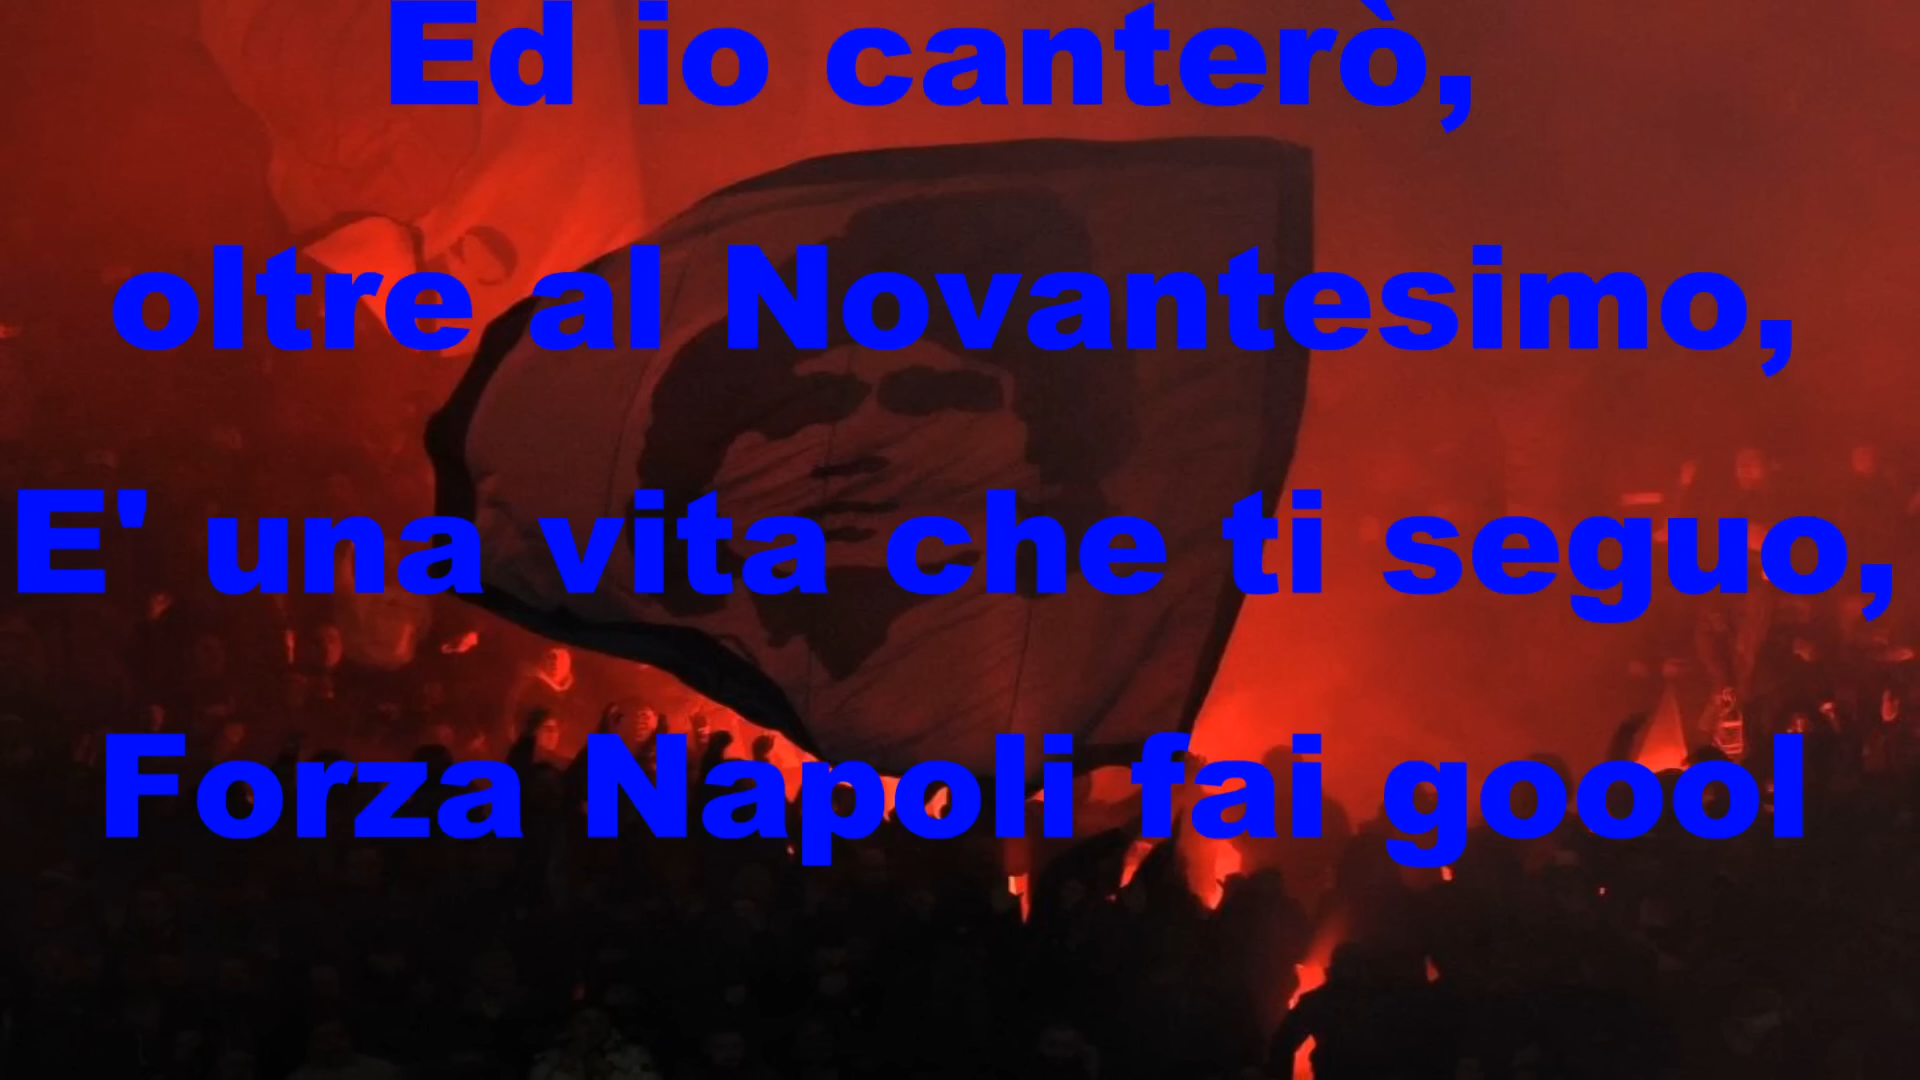 Ed io canterò,
oltre al Novantesimo,
E' una vita che ti seguo,
Forza Napoli fai goool